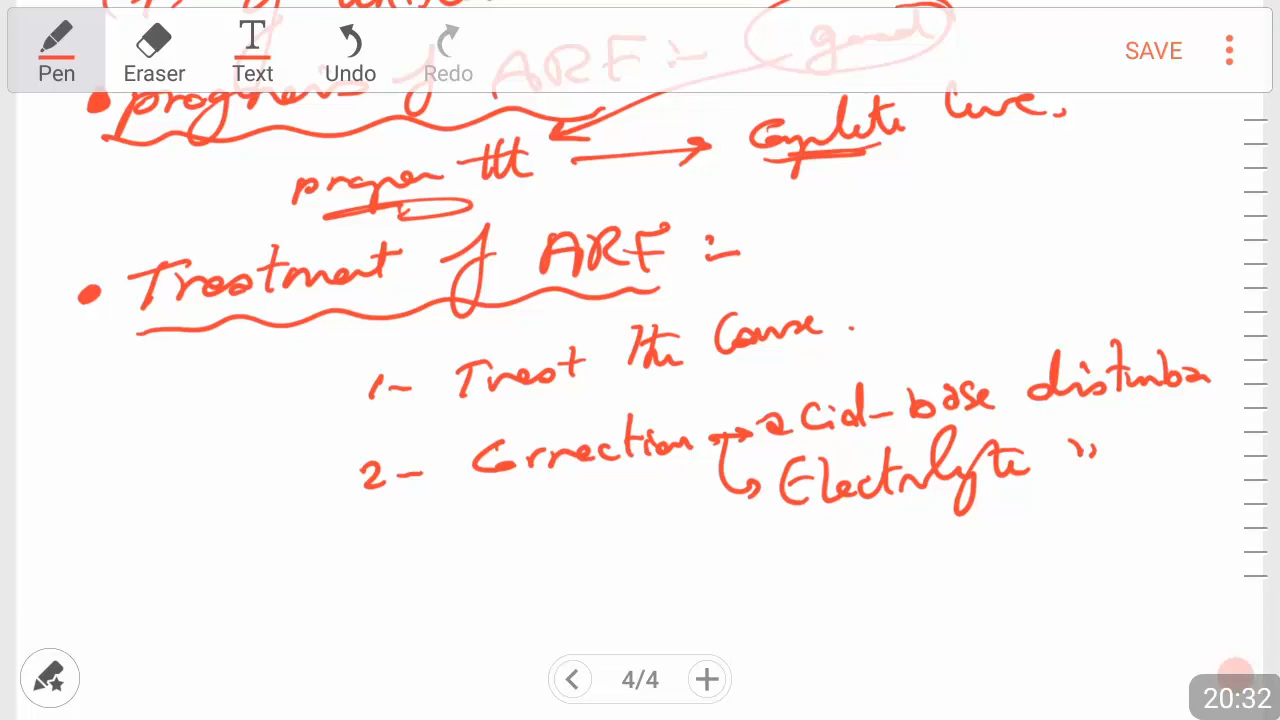 Pen Eraser Text Undo Redo SAVE
• prognosis of ARF :- good
proper ttt → Complete Cure.
• Treatment of ARF :-
1- Treat the Cause.
2- Correction → acid-base disturba
↳ Electrolyte "
4/4
20:32